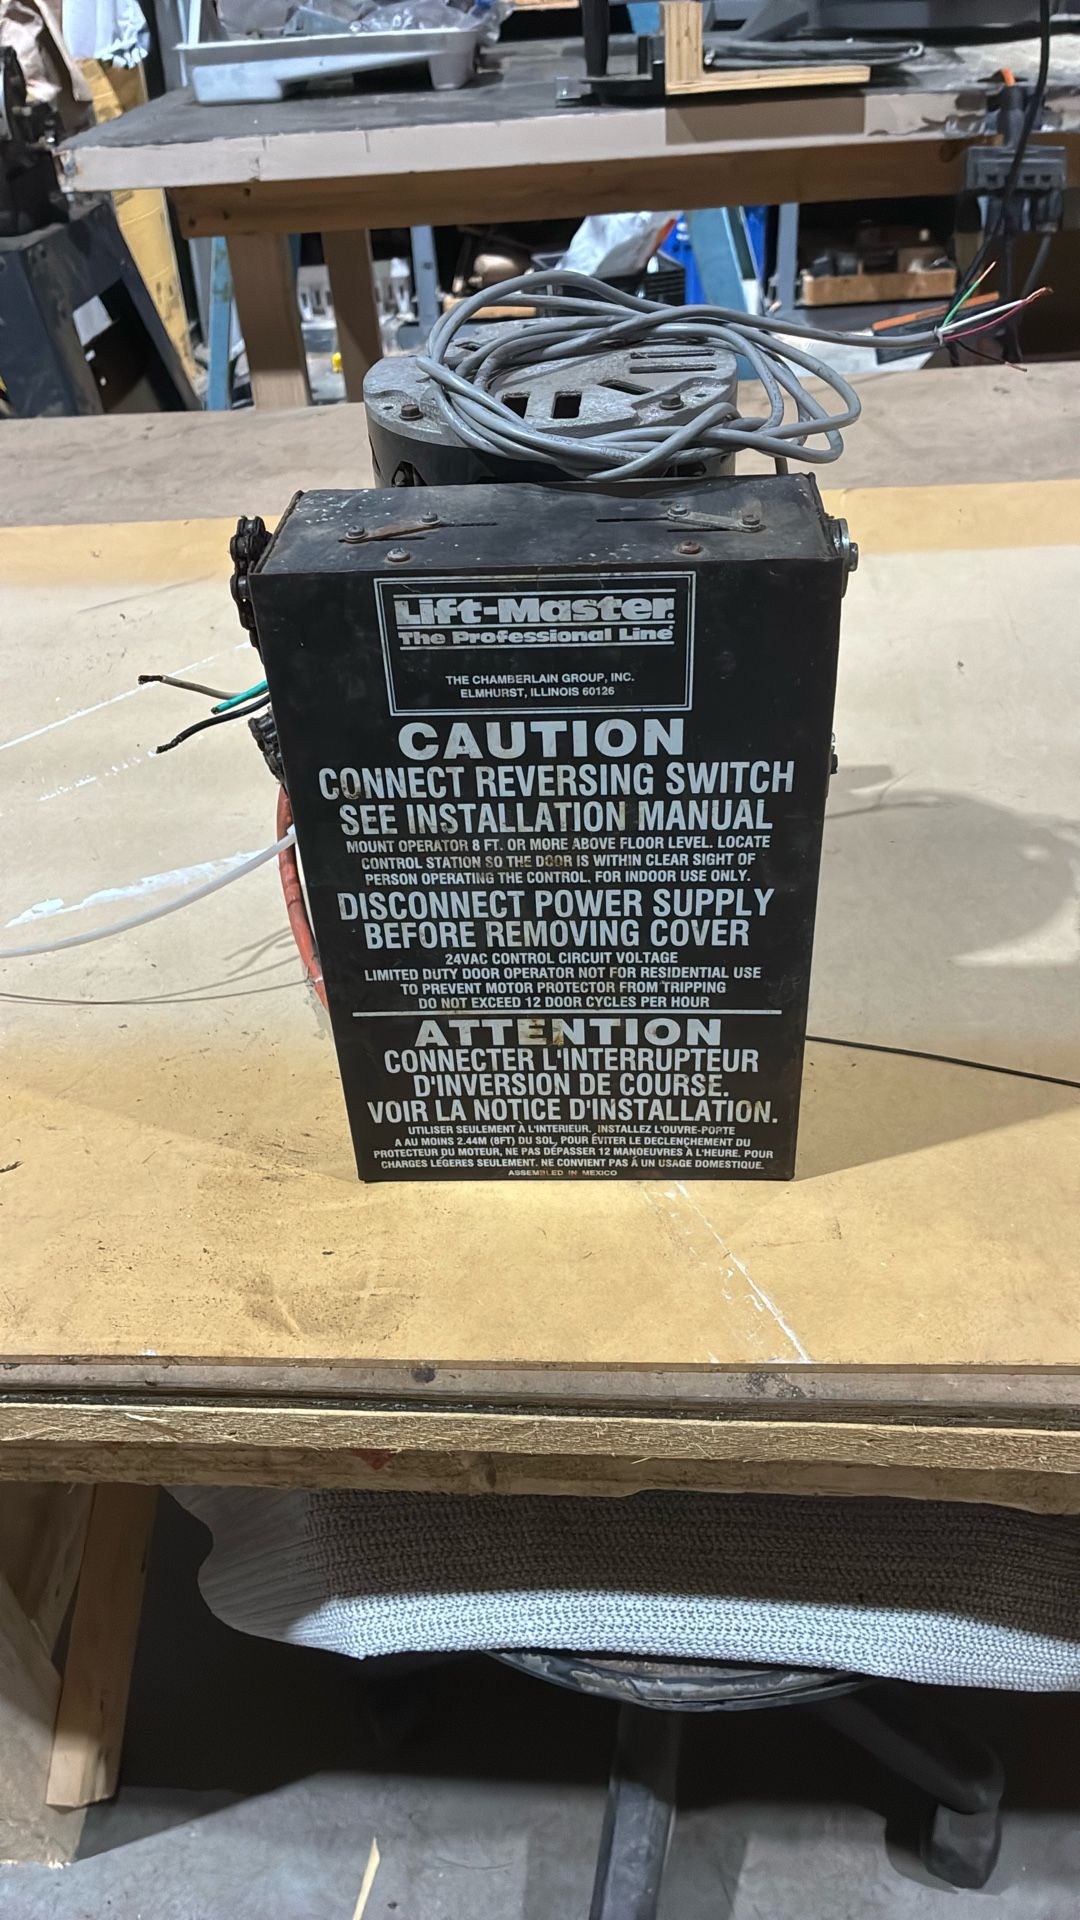 Lift-Master®
The Professional Line®
THE CHAMBERLAIN GROUP, INC.
ELMHURST, ILLINOIS 60126
CAUTION
CONNECT REVERSING SWITCH
SEE INSTALLATION MANUAL
MOUNT OPERATOR 8 FT. OR MORE ABOVE FLOOR LEVEL. LOCATE
CONTROL STATION SO THE DOOR IS WITHIN CLEAR SIGHT OF
PERSON OPERATING THE CONTROL. FOR INDOOR USE ONLY.
DISCONNECT POWER SUPPLY
BEFORE REMOVING COVER
24VAC CONTROL CIRCUIT VOLTAGE
LIMITED DUTY DOOR OPERATOR NOT FOR RESIDENTIAL USE
TO PREVENT MOTOR PROTECTOR FROM TRIPPING
DO NOT EXCEED 12 DOOR CYCLES PER HOUR
ATTENTION
CONNECTER L'INTERRUPTEUR
D'INVERSION DE COURSE.
VOIR LA NOTICE D'INSTALLATION.
UTILISER SEULEMENT À L'INTERIEUR. INSTALLEZ L'OUVRE-PORTE
A AU MOINS 2.44M (8FT) DU SOL, POUR ÉVITER LE DECLENÇHEMENT DU
PROTECTEUR DU MOTEUR, NE PAS DÉPASSER 12 MANOEUVRES À L'HEURE. POUR
CHARGES LÉGERES SEULEMENT. NE CONVIENT PAS À UN USAGE DOMESTIQUE.
ASSEMBLED IN MEXICO